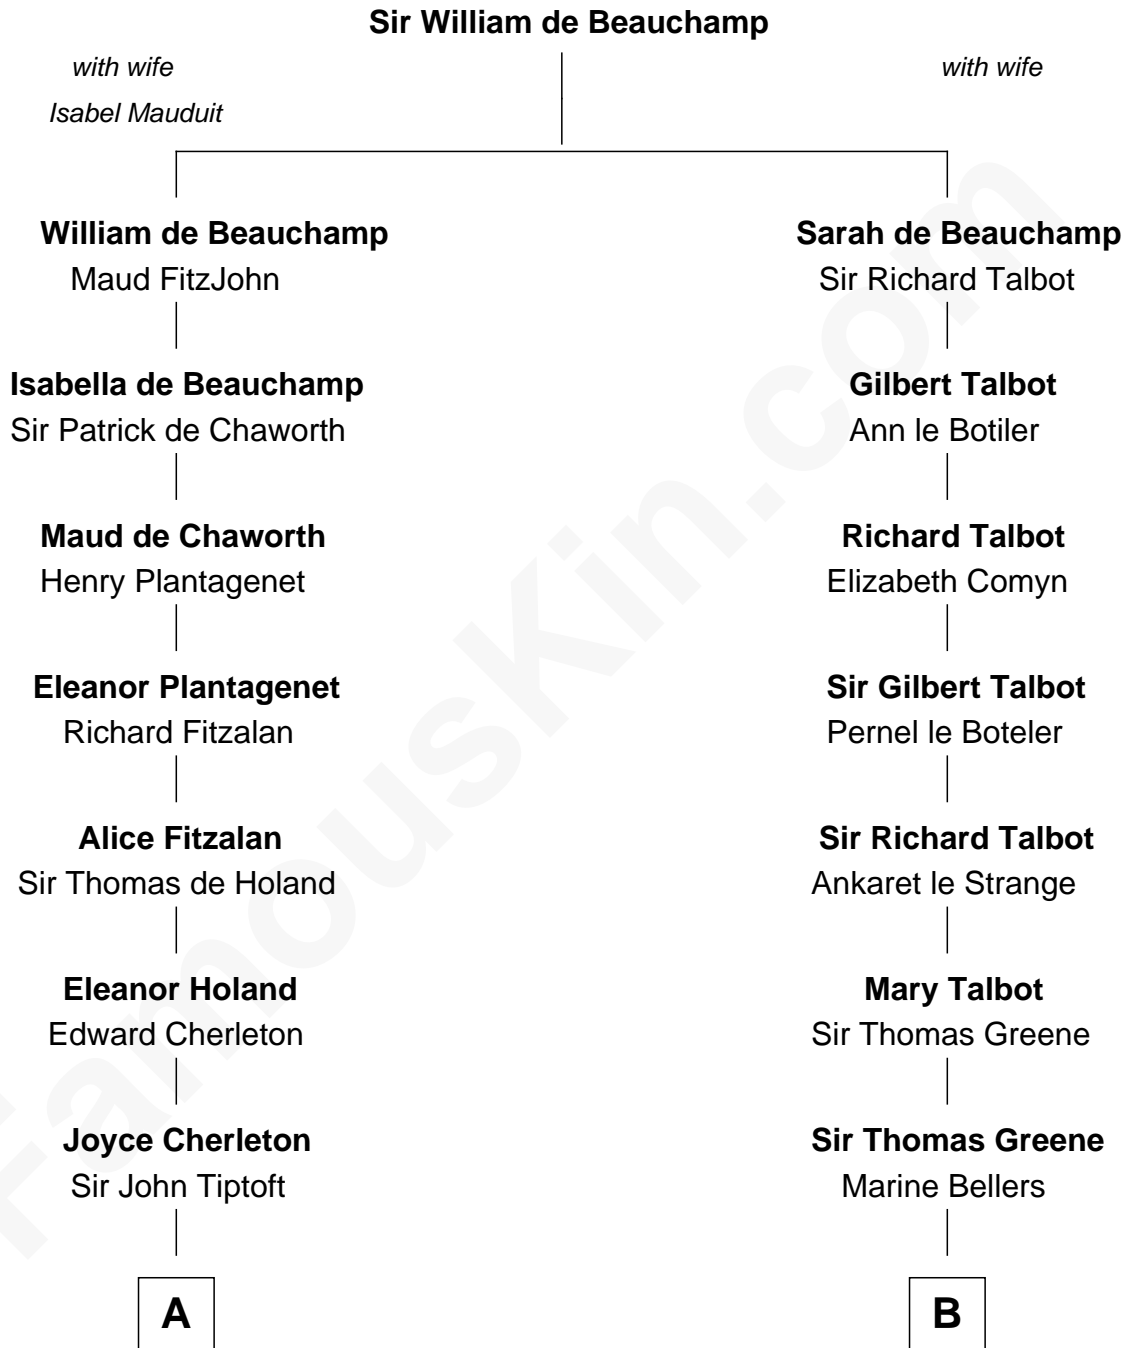 Sir William de Beauchamp
with wife
with wife
Isabel Mauduit
William de Beauchamp
Maud FitzJohn
Sarah de Beauchamp
Sir Richard Talbot
Isabella de Beauchamp
Sir Patrick de Chaworth
Gilbert Talbot
Ann le Botiler
Maud de Chaworth
Henry Plantagenet
Richard Talbot
Elizabeth Comyn
Eleanor Plantagenet
Richard Fitzalan
Sir Gilbert Talbot
Pernel le Boteler
Alice Fitzalan
Sir Thomas de Holand
Sir Richard Talbot
Ankaret le Strange
Eleanor Holand
Edward Cherleton
Mary Talbot
Sir Thomas Greene
Joyce Cherleton
Sir John Tiptoft
Sir Thomas Greene
Marine Bellers
A
B
FamousKin.com